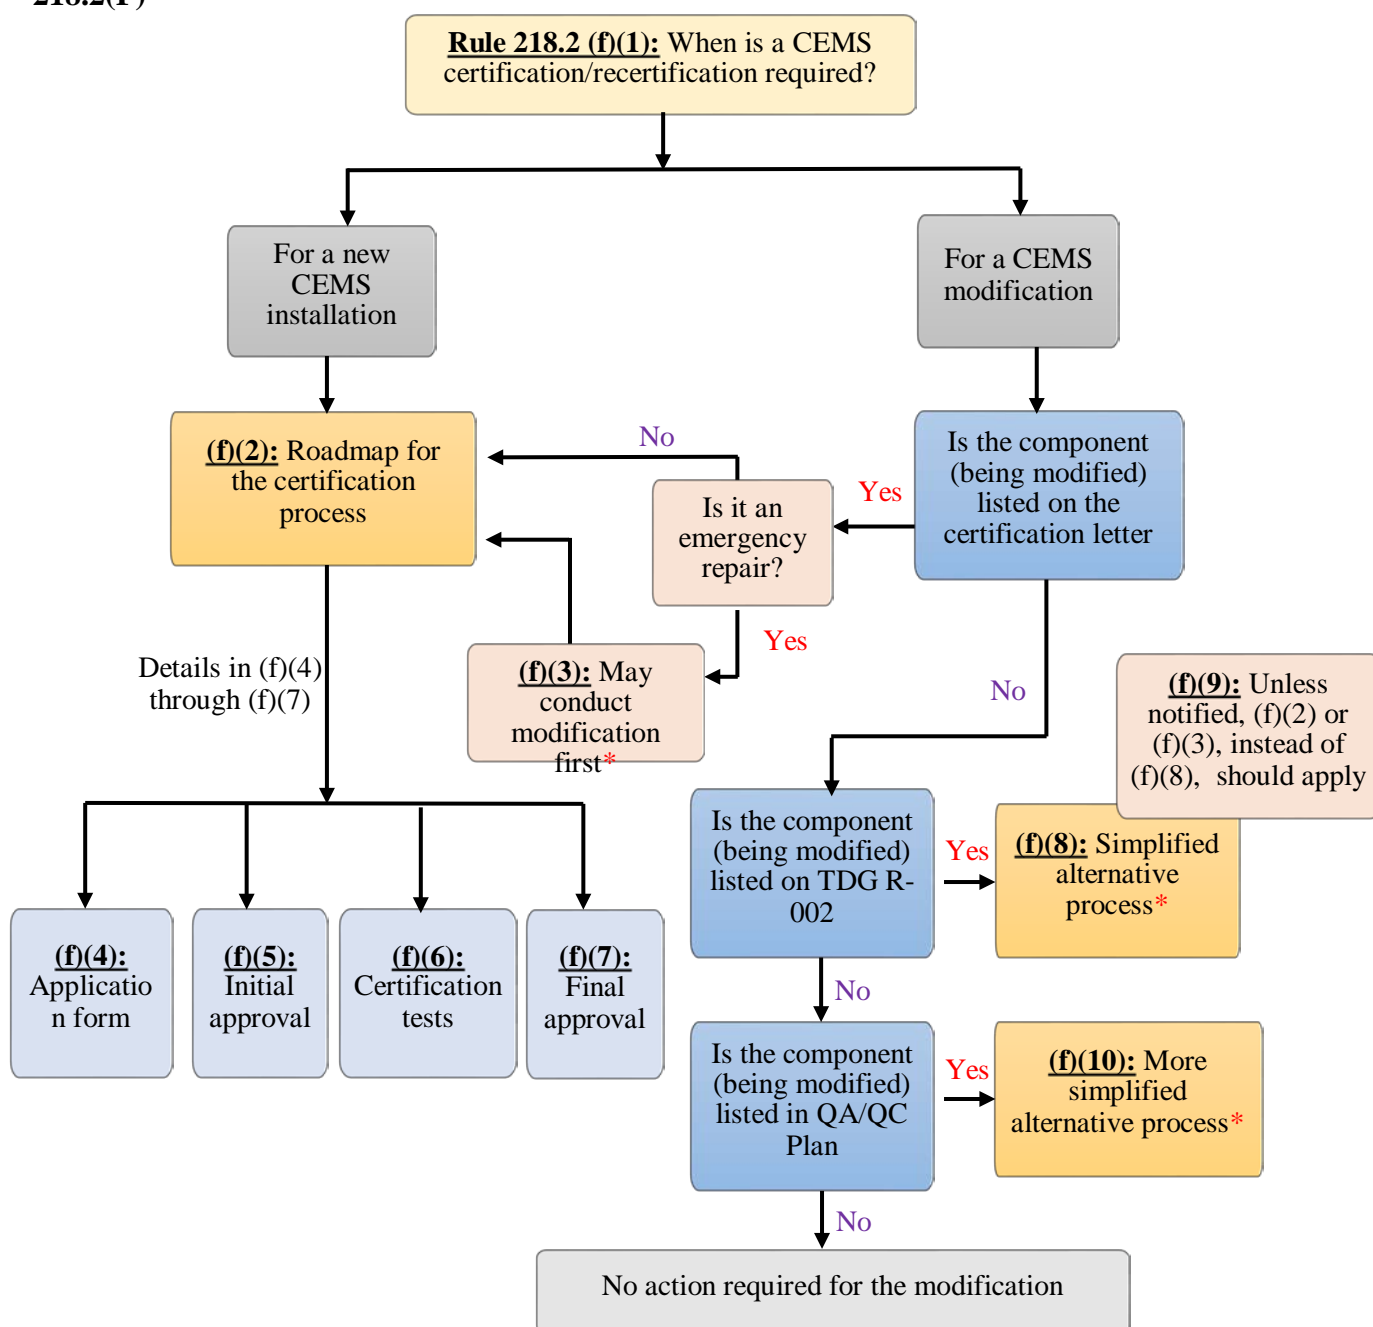 218.2(F)
Rule 218.2 (f)(1): When is a CEMS
certification/recertification required?
For a new
CEMS
installation
For a CEMS
modification
(f)(2): Roadmap for
the certification
process
No
Is it an
emergency
repair?
Yes
Is the component
(being modified)
listed on the
certification letter
Yes
Details in (f)(4)
through (f)(7)
(f)(3): May
conduct
modification
first*
No
(f)(9): Unless
notified, (f)(2) or
(f)(3), instead of
(f)(8), should apply
Is the component
(being modified)
listed on TDG R-
002
Yes
(f)(8): Simplified
alternative
process*
(f)(4):
Applicatio
n form
(f)(5):
Initial
approval
(f)(6):
Certification
tests
(f)(7):
Final
approval
No
Is the component
(being modified)
listed in QA/QC
Plan
Yes
(f)(10): More
simplified
alternative process*
No
No action required for the modification